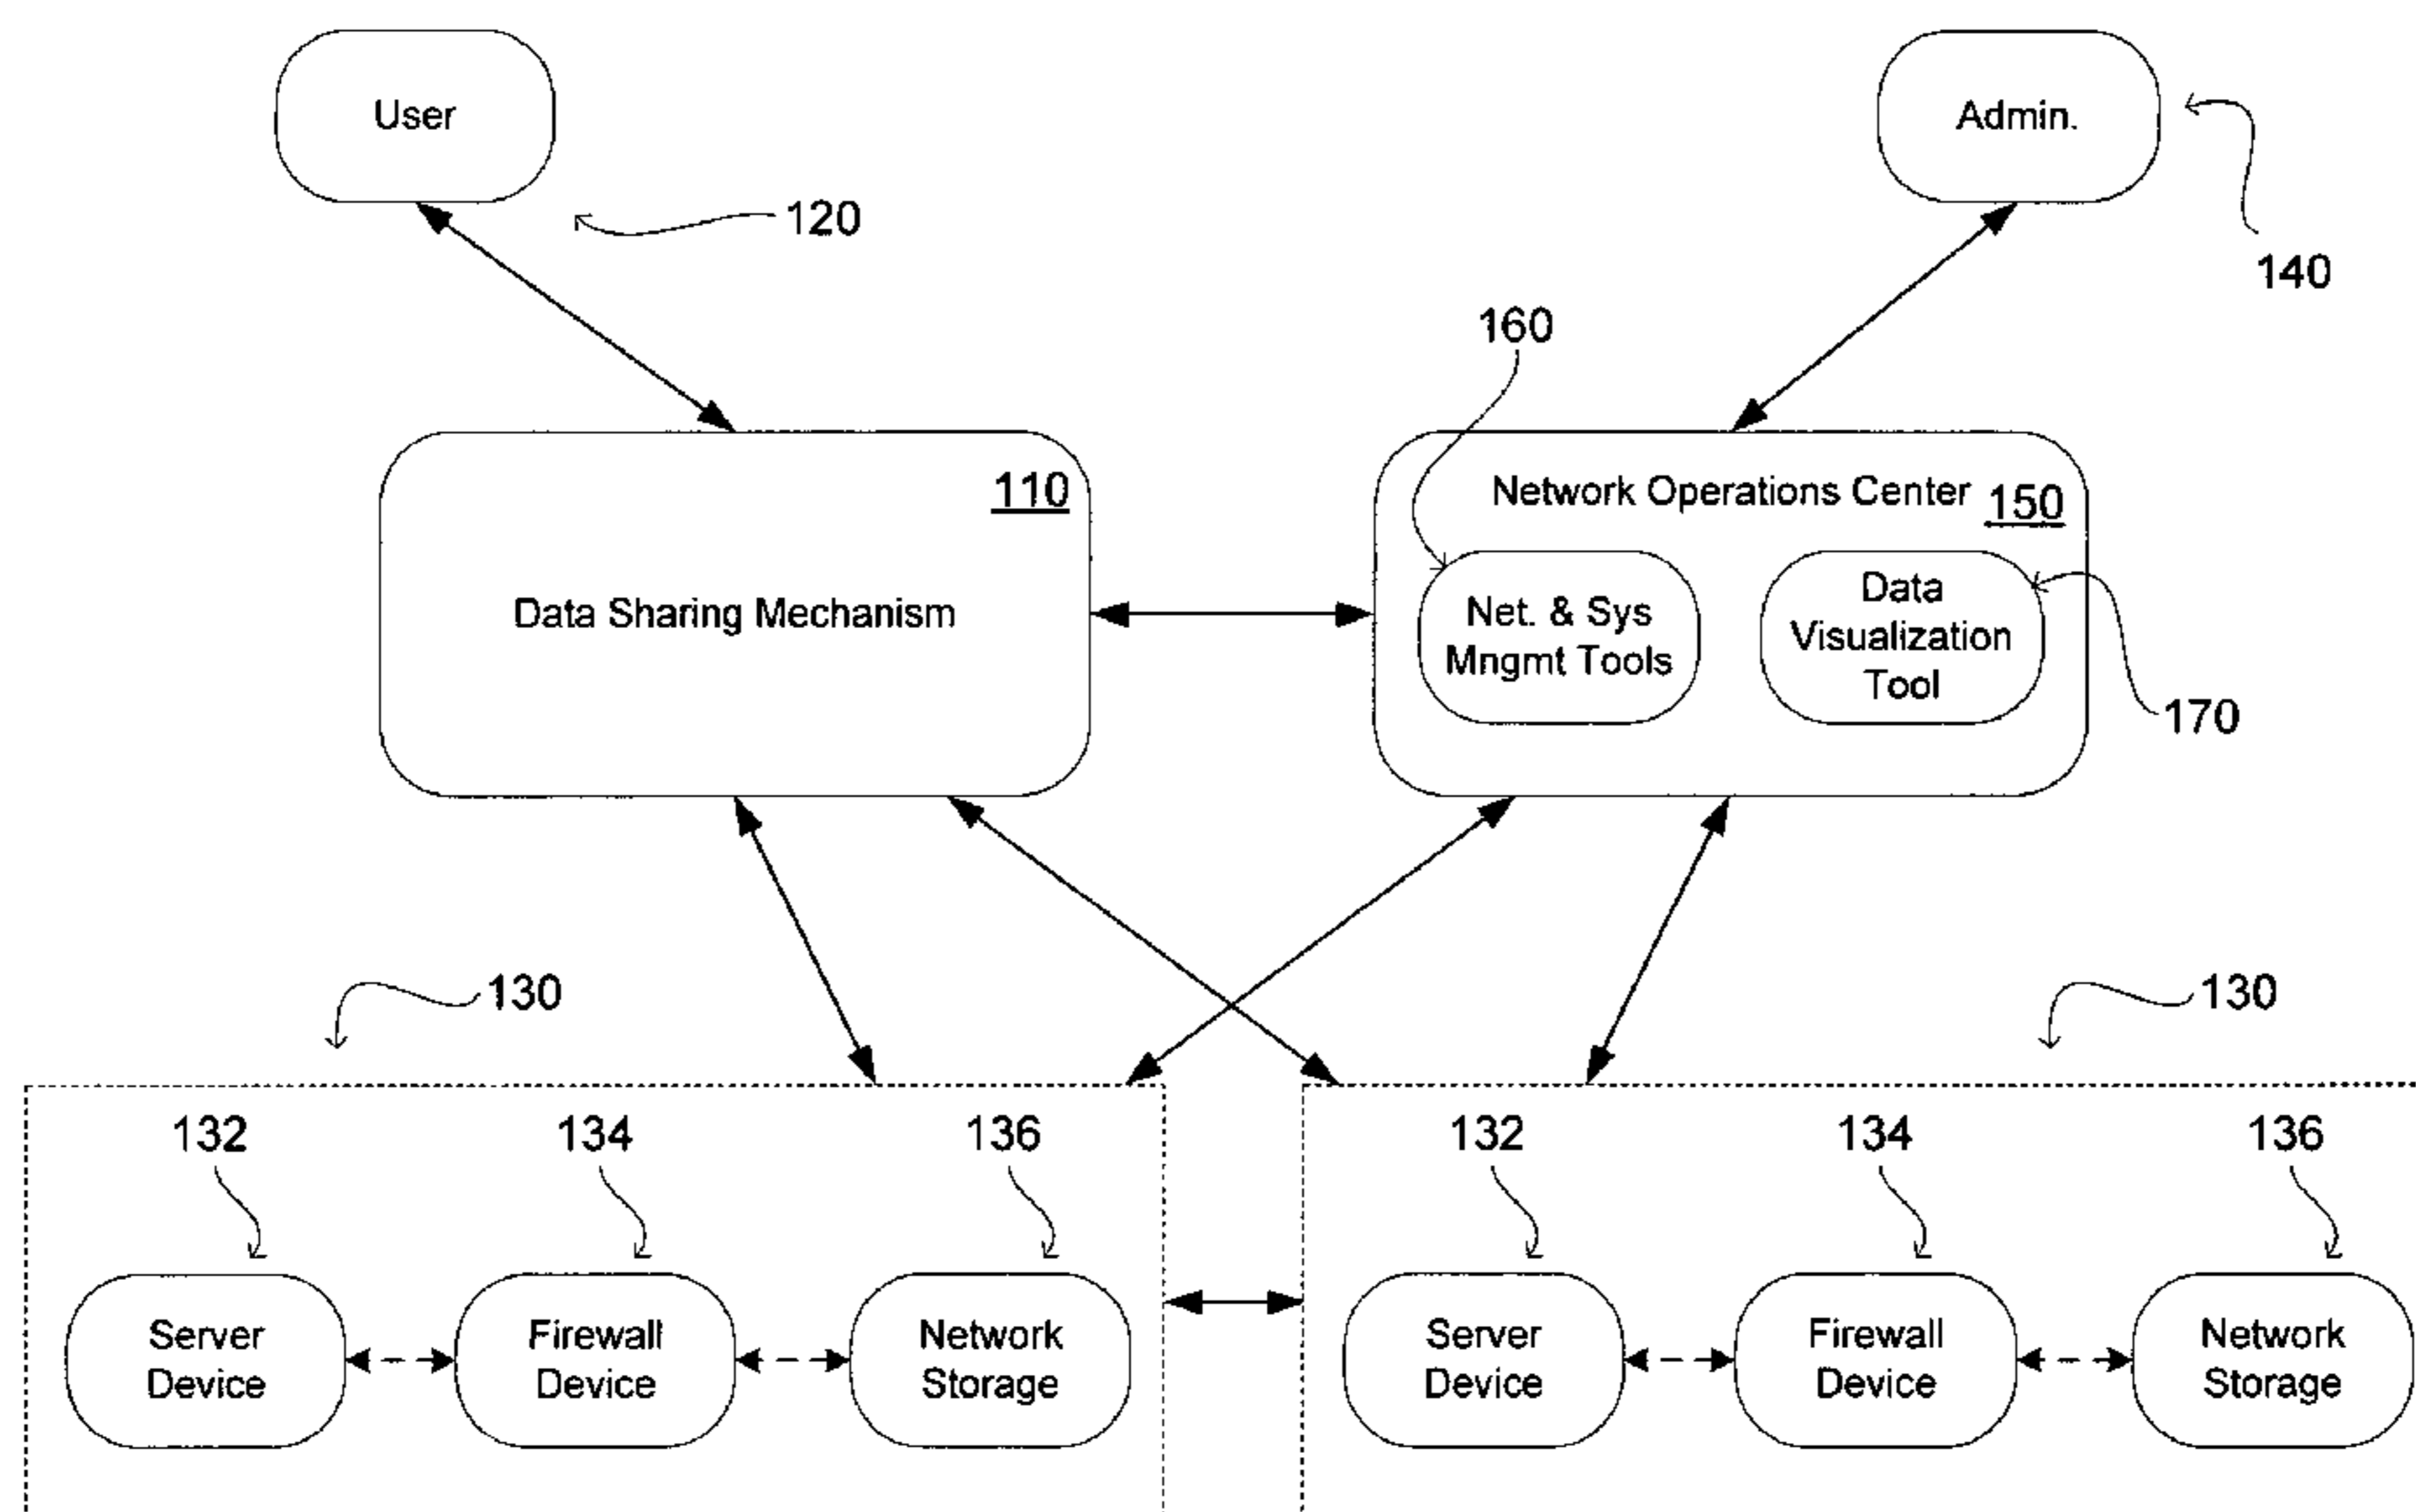 User
Admin.
120
140
160
110
Network Operations Center 150
Data Sharing Mechanism
Net. & Sys
Mngmt Tools
Data
Visualization
Tool
170
130
130
132
134
136
132
134
136
Server
Device
Firewall
Device
Network
Storage
Server
Device
Firewall
Device
Network
Storage